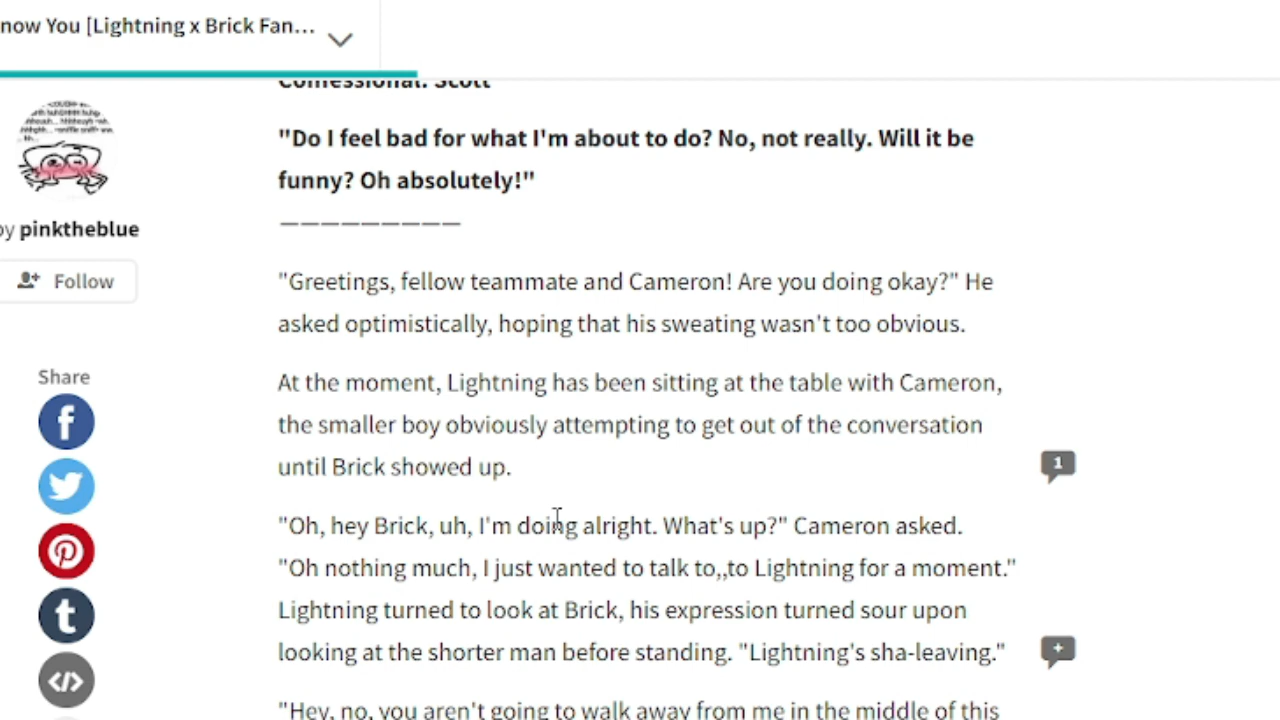 now You [Lightning x Brick Fan...
Confessional: Scott
"Do I feel bad for what I'm about to do? No, not really. Will it be
funny? Oh absolutely!"
—————————
by pinktheblue
Follow
"Greetings, fellow teammate and Cameron! Are you doing okay?" He
asked optimistically, hoping that his sweating wasn't too obvious.
Share
At the moment, Lightning has been sitting at the table with Cameron,
the smaller boy obviously attempting to get out of the conversation
until Brick showed up.
1
"Oh, hey Brick, uh, I'm doing alright. What's up?" Cameron asked.
"Oh nothing much, I just wanted to talk to,,to Lightning for a moment."
Lightning turned to look at Brick, his expression turned sour upon
looking at the shorter man before standing. "Lightning's sha-leaving."
+
"Hey, no, you aren't going to walk away from me in the middle of this